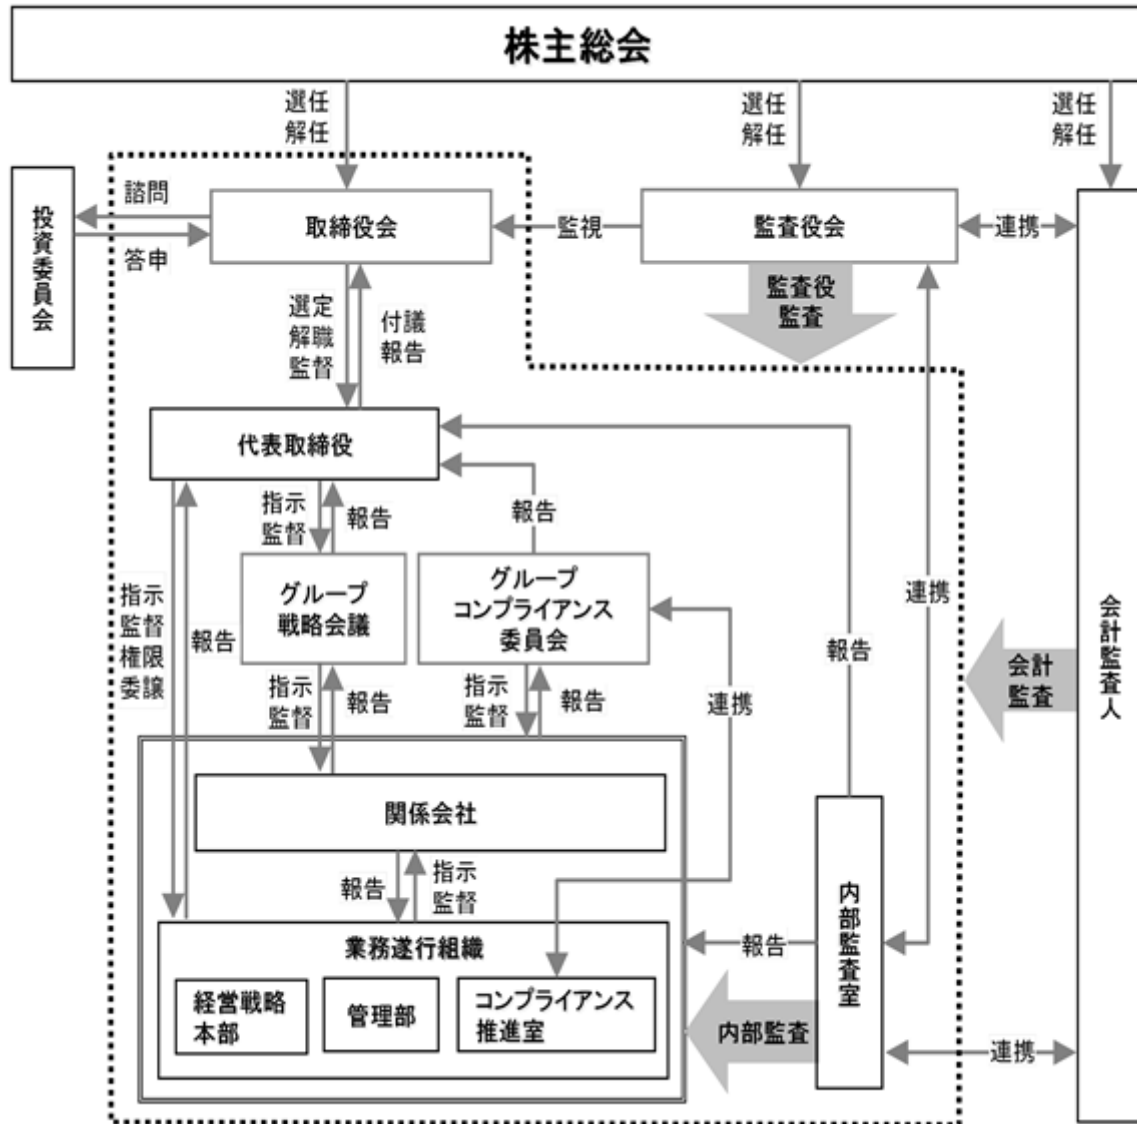 株主総会
選任
解任
選任
解任
選任
解任
投資委員会
諮問
答申
取締役会
監視
監査役会
連携
監査役
監査
選定
解職
監督
付議
報告
代表取締役
指示
監督
報告
報告
グループ
戦略会議
グループ
コンプライアンス
委員会
指示
監督
権限
委譲
報告
指示
監督
報告
指示
監督
報告
連携
報告
連携
会計
監査
会計監査人
関係会社
報告
指示
監督
業務遂行組織
経営戦略
本部
管理部
コンプライアンス
推進室
報告
内部監査
内部監査室
連携